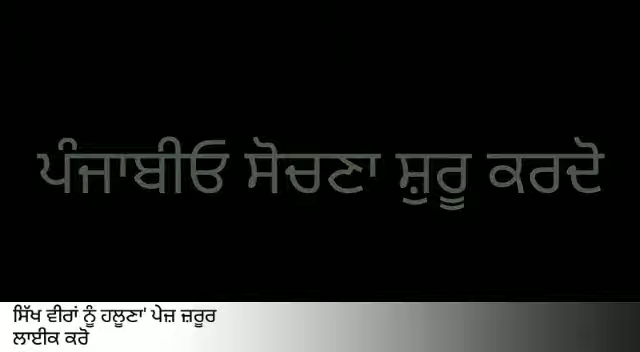 ਪੰਜਾਬੀਓ ਸੋਚਣਾ ਸ਼ੁਰੂ ਕਰਦੋ
ਸਿੱਖ ਵੀਰਾਂ ਨੂੰ ਹਲੂਣਾ' ਪੇਜ਼ ਜ਼ਰੂਰ
ਲਾਈਕ ਕਰੋ